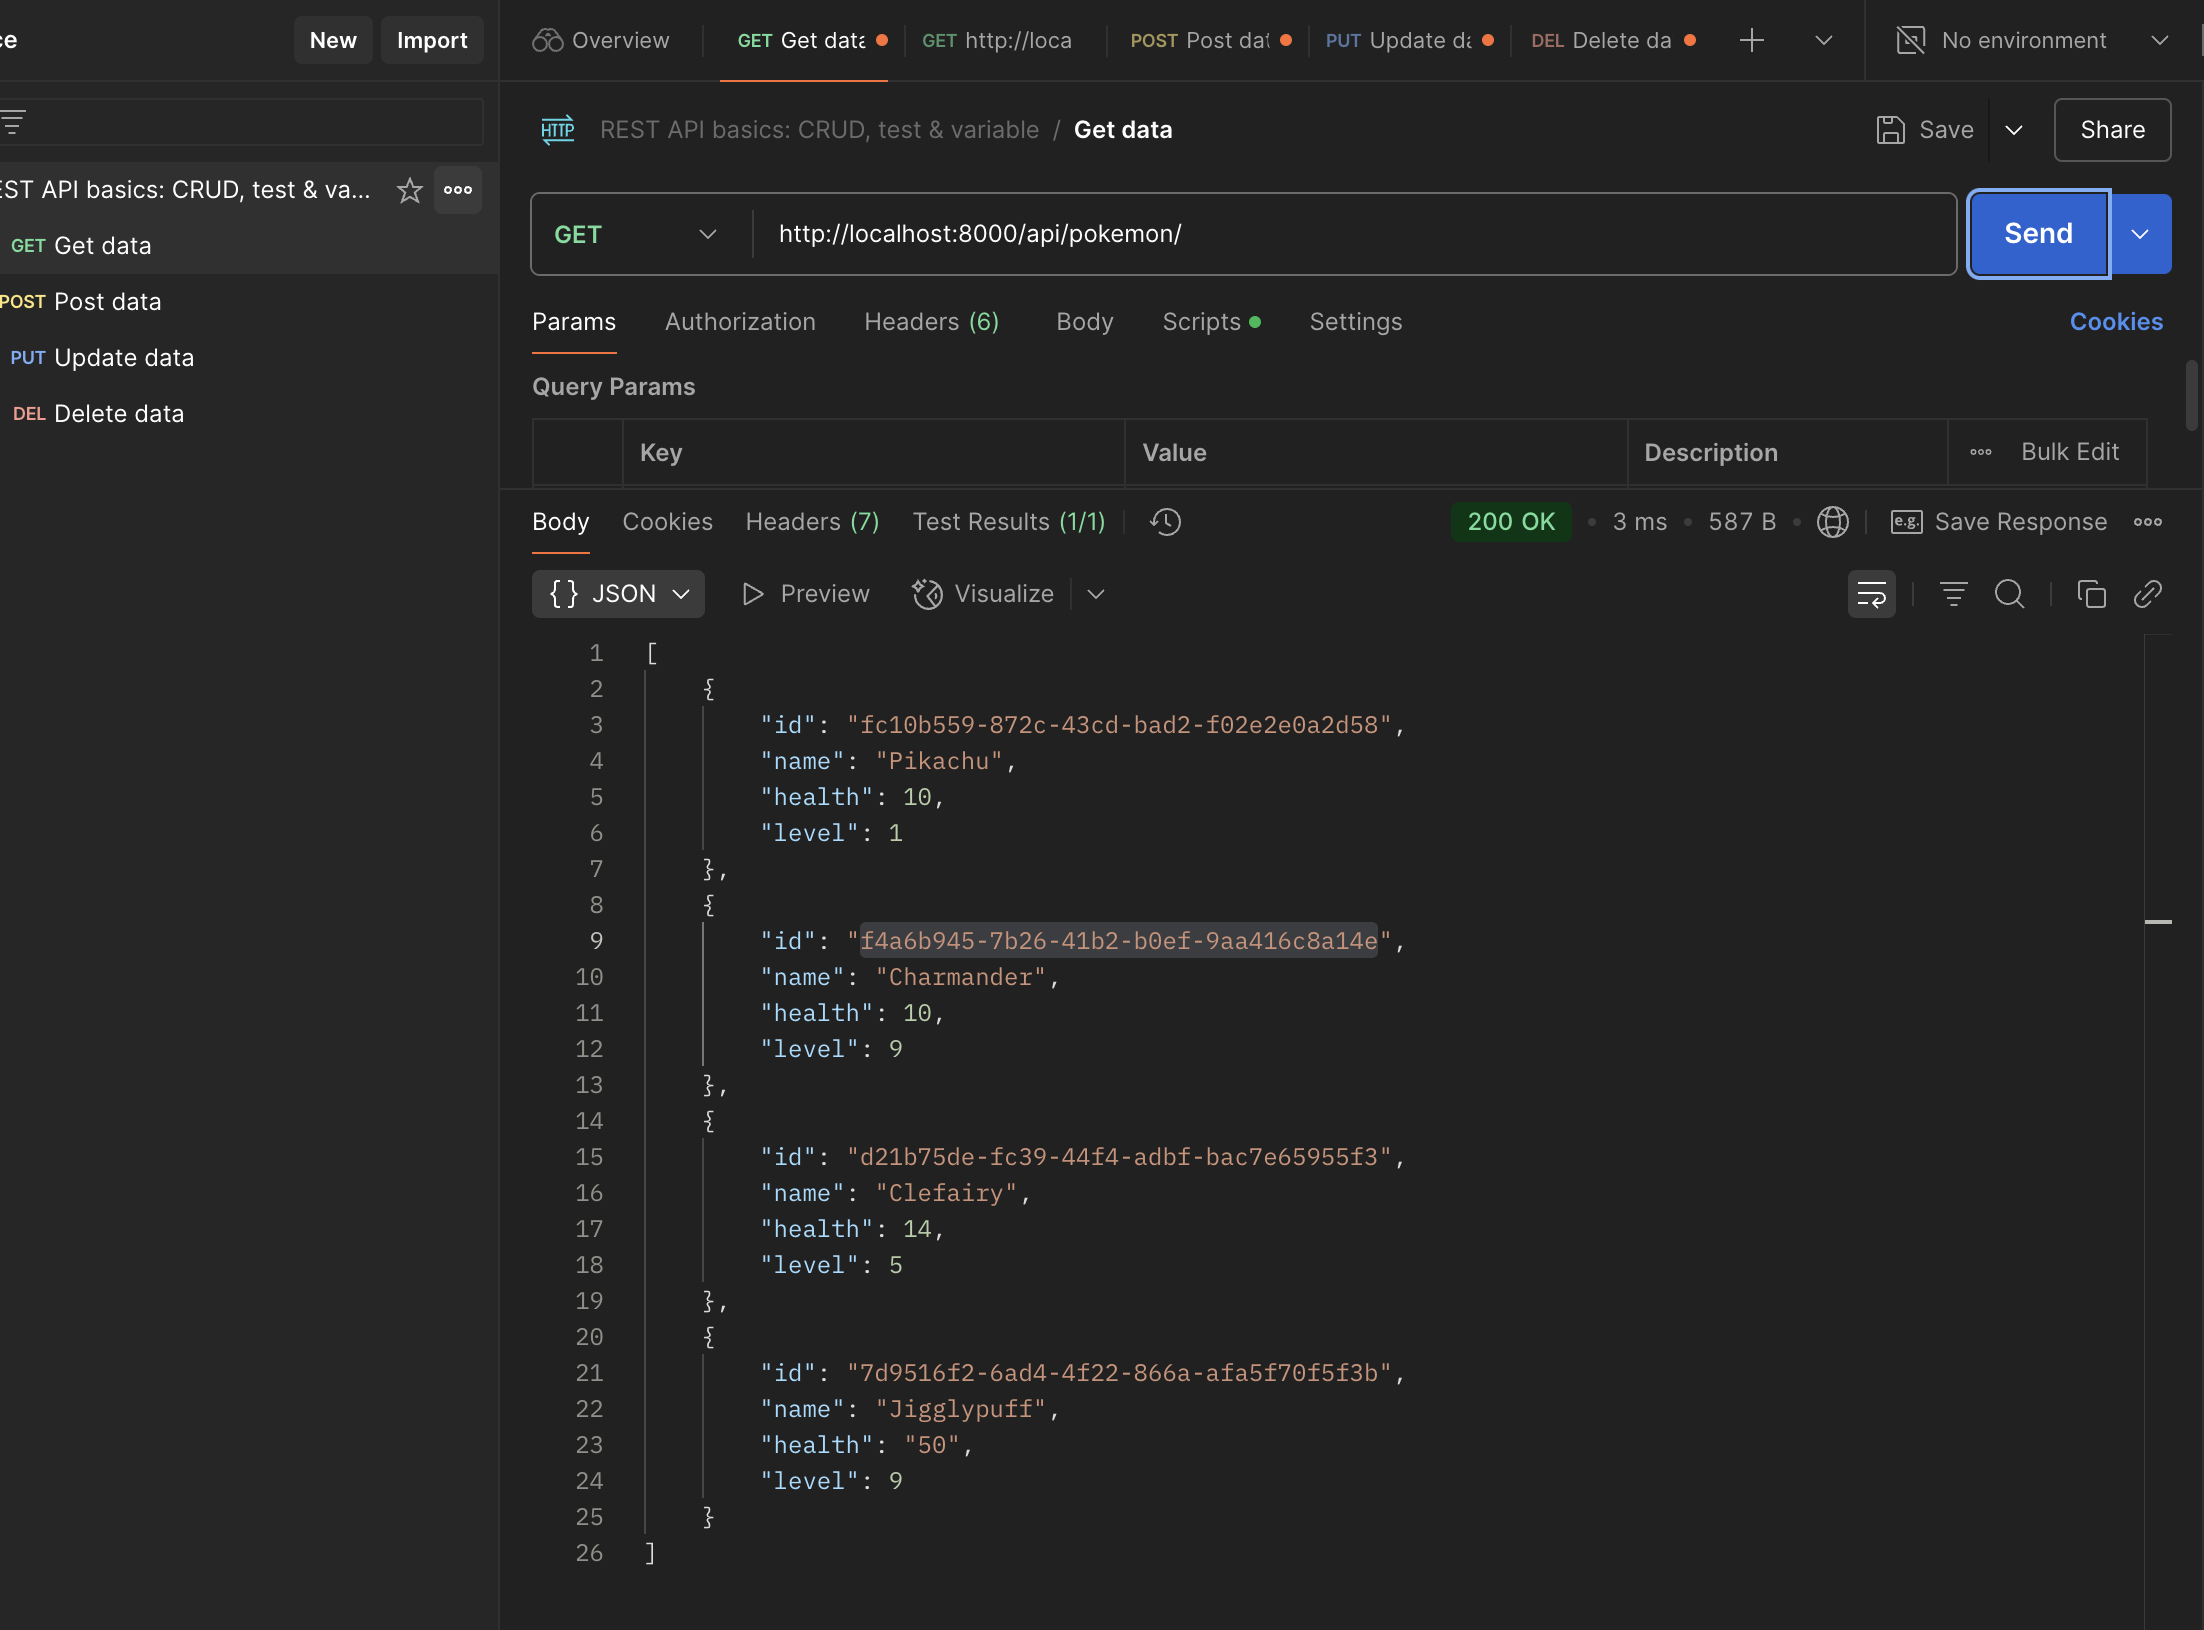 ce
New
Import
Overview
GET Get data
GET http://loca
POST Post dat
PUT Update da
DEL Delete da
No environment
HTTP
REST API basics: CRUD, test & variable / Get data
Save
Share
EST API basics: CRUD, test & va...
GET Get data
POST Post data
PUT Update data
DEL Delete data
GET
http://localhost:8000/api/pokemon/
Send
Params
Authorization
Headers (6)
Body
Scripts
Settings
Cookies
Query Params
Key
Value
Description
Bulk Edit
Body
Cookies
Headers (7)
Test Results (1/1)
200 OK
3 ms
587 B
e.g.
Save Response
{ } JSON
Preview
Visualize
1 [
2 {
3 "id": "fc10b559-872c-43cd-bad2-f02e2e0a2d58",
4 "name": "Pikachu",
5 "health": 10,
6 "level": 1
7 },
8 {
9 "id": "f4a6b945-7b26-41b2-b0ef-9aa416c8a14e",
10 "name": "Charmander",
11 "health": 10,
12 "level": 9
13 },
14 {
15 "id": "d21b75de-fc39-44f4-adbf-bac7e65955f3",
16 "name": "Clefairy",
17 "health": 14,
18 "level": 5
19 },
20 {
21 "id": "7d9516f2-6ad4-4f22-866a-afa5f70f5f3b",
22 "name": "Jigglypuff",
23 "health": "50",
24 "level": 9
25 }
26 ]